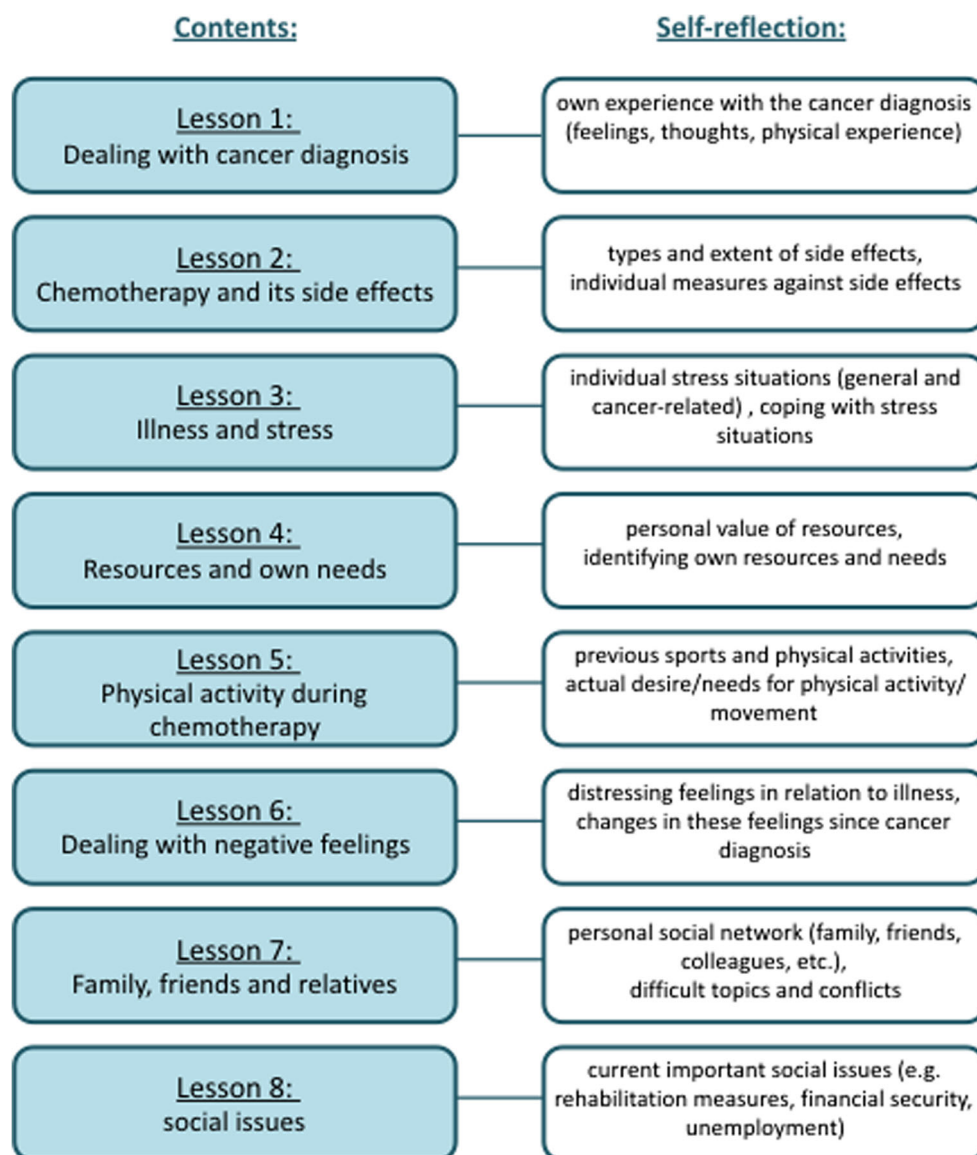 Contents:
Self-reflection:
Lesson 1:
Dealing with cancer diagnosis
own experience with the cancer diagnosis
(feelings, thoughts, physical experience)
Lesson 2:
Chemotherapy and its side effects
types and extent of side effects,
individual measures against side effects
Lesson 3:
Illness and stress
individual stress situations (general and
cancer-related) , coping with stress
situations
Lesson 4:
Resources and own needs
personal value of resources,
identifying own resources and needs
Lesson 5:
Physical activity during
chemotherapy
previous sports and physical activities,
actual desire/needs for physical activity/
movement
Lesson 6:
Dealing with negative feelings
distressing feelings in relation to illness,
changes in these feelings since cancer
diagnosis
Lesson 7:
Family, friends and relatives
personal social network (family, friends,
colleagues, etc.),
difficult topics and conflicts
Lesson 8:
social issues
current important social issues (e.g.
rehabilitation measures, financial security,
unemployment)